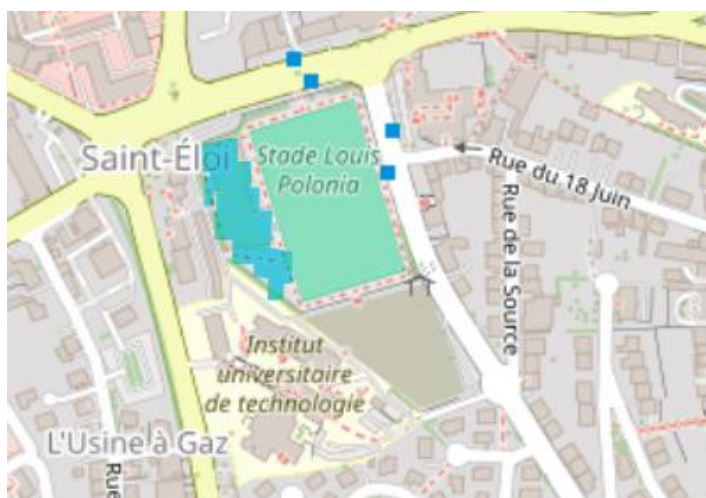 Saint-Éloi
Stade Louis
Polonia
Rue du 18 Juin
Rue de la Source
Institut
universitaire
de technologie
L'Usine à Gaz
Rue
Rue